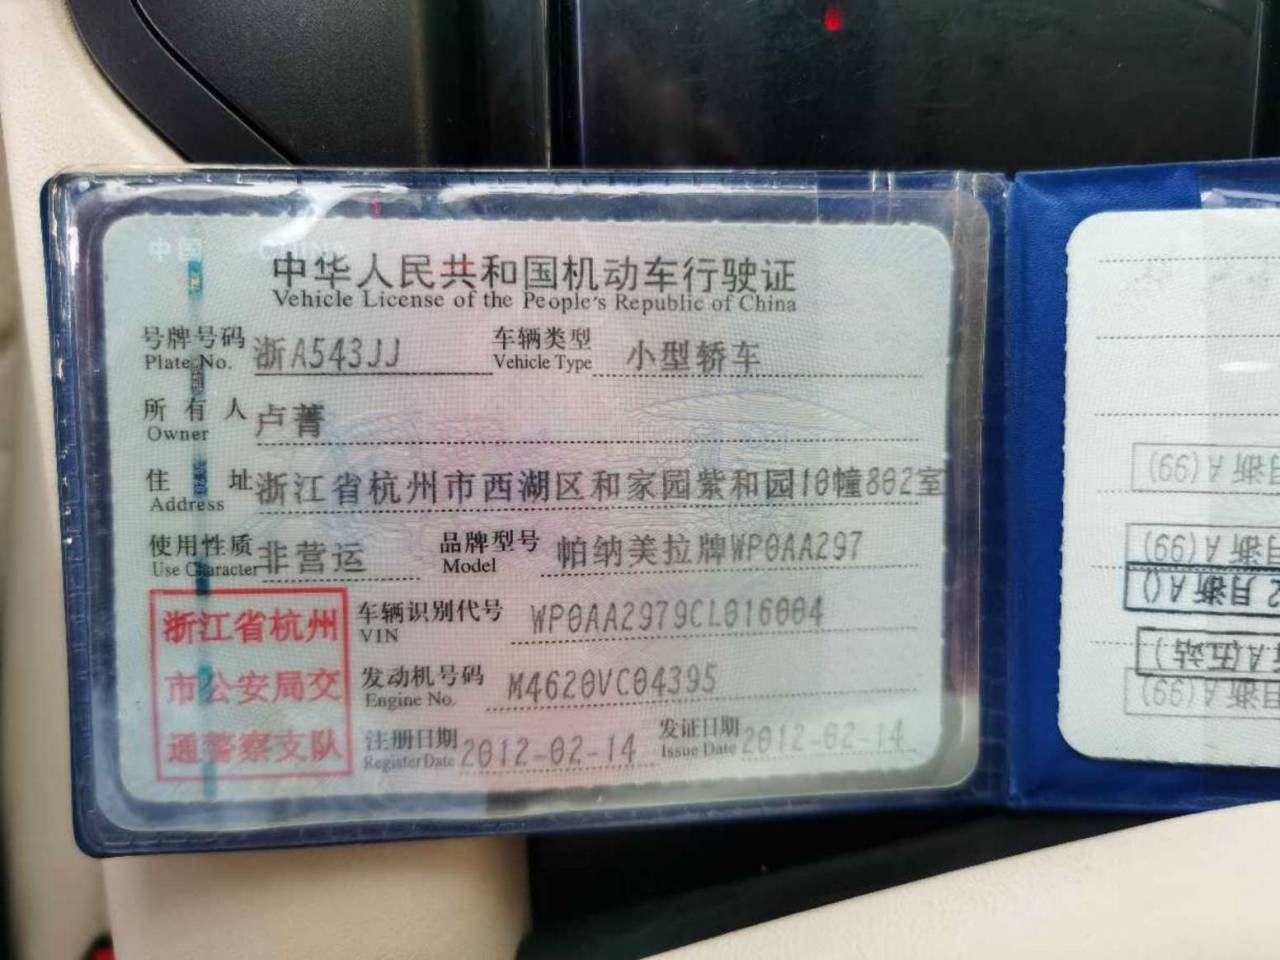 中国 CHINA
中华人民共和国机动车行驶证
Vehicle License of the People's Republic of China
号牌号码 浙A543JJ 车辆类型 小型轿车
Plate No. Vehicle Type
所有人 卢菁
Owner
住址 浙江省杭州市西湖区和家园紫和园10幢802室
Address
使用性质 非营运 品牌型号 帕纳美拉牌WP0AA297
Use Character Model
浙江省杭州
市公安局交
通警察支队
车辆识别代号 WP0AA2979CL016004
VIN
发动机号码 M4620VC04395
Engine No.
注册日期 2012-02-14 发证日期 2012-02-14
Register Date Issue Date